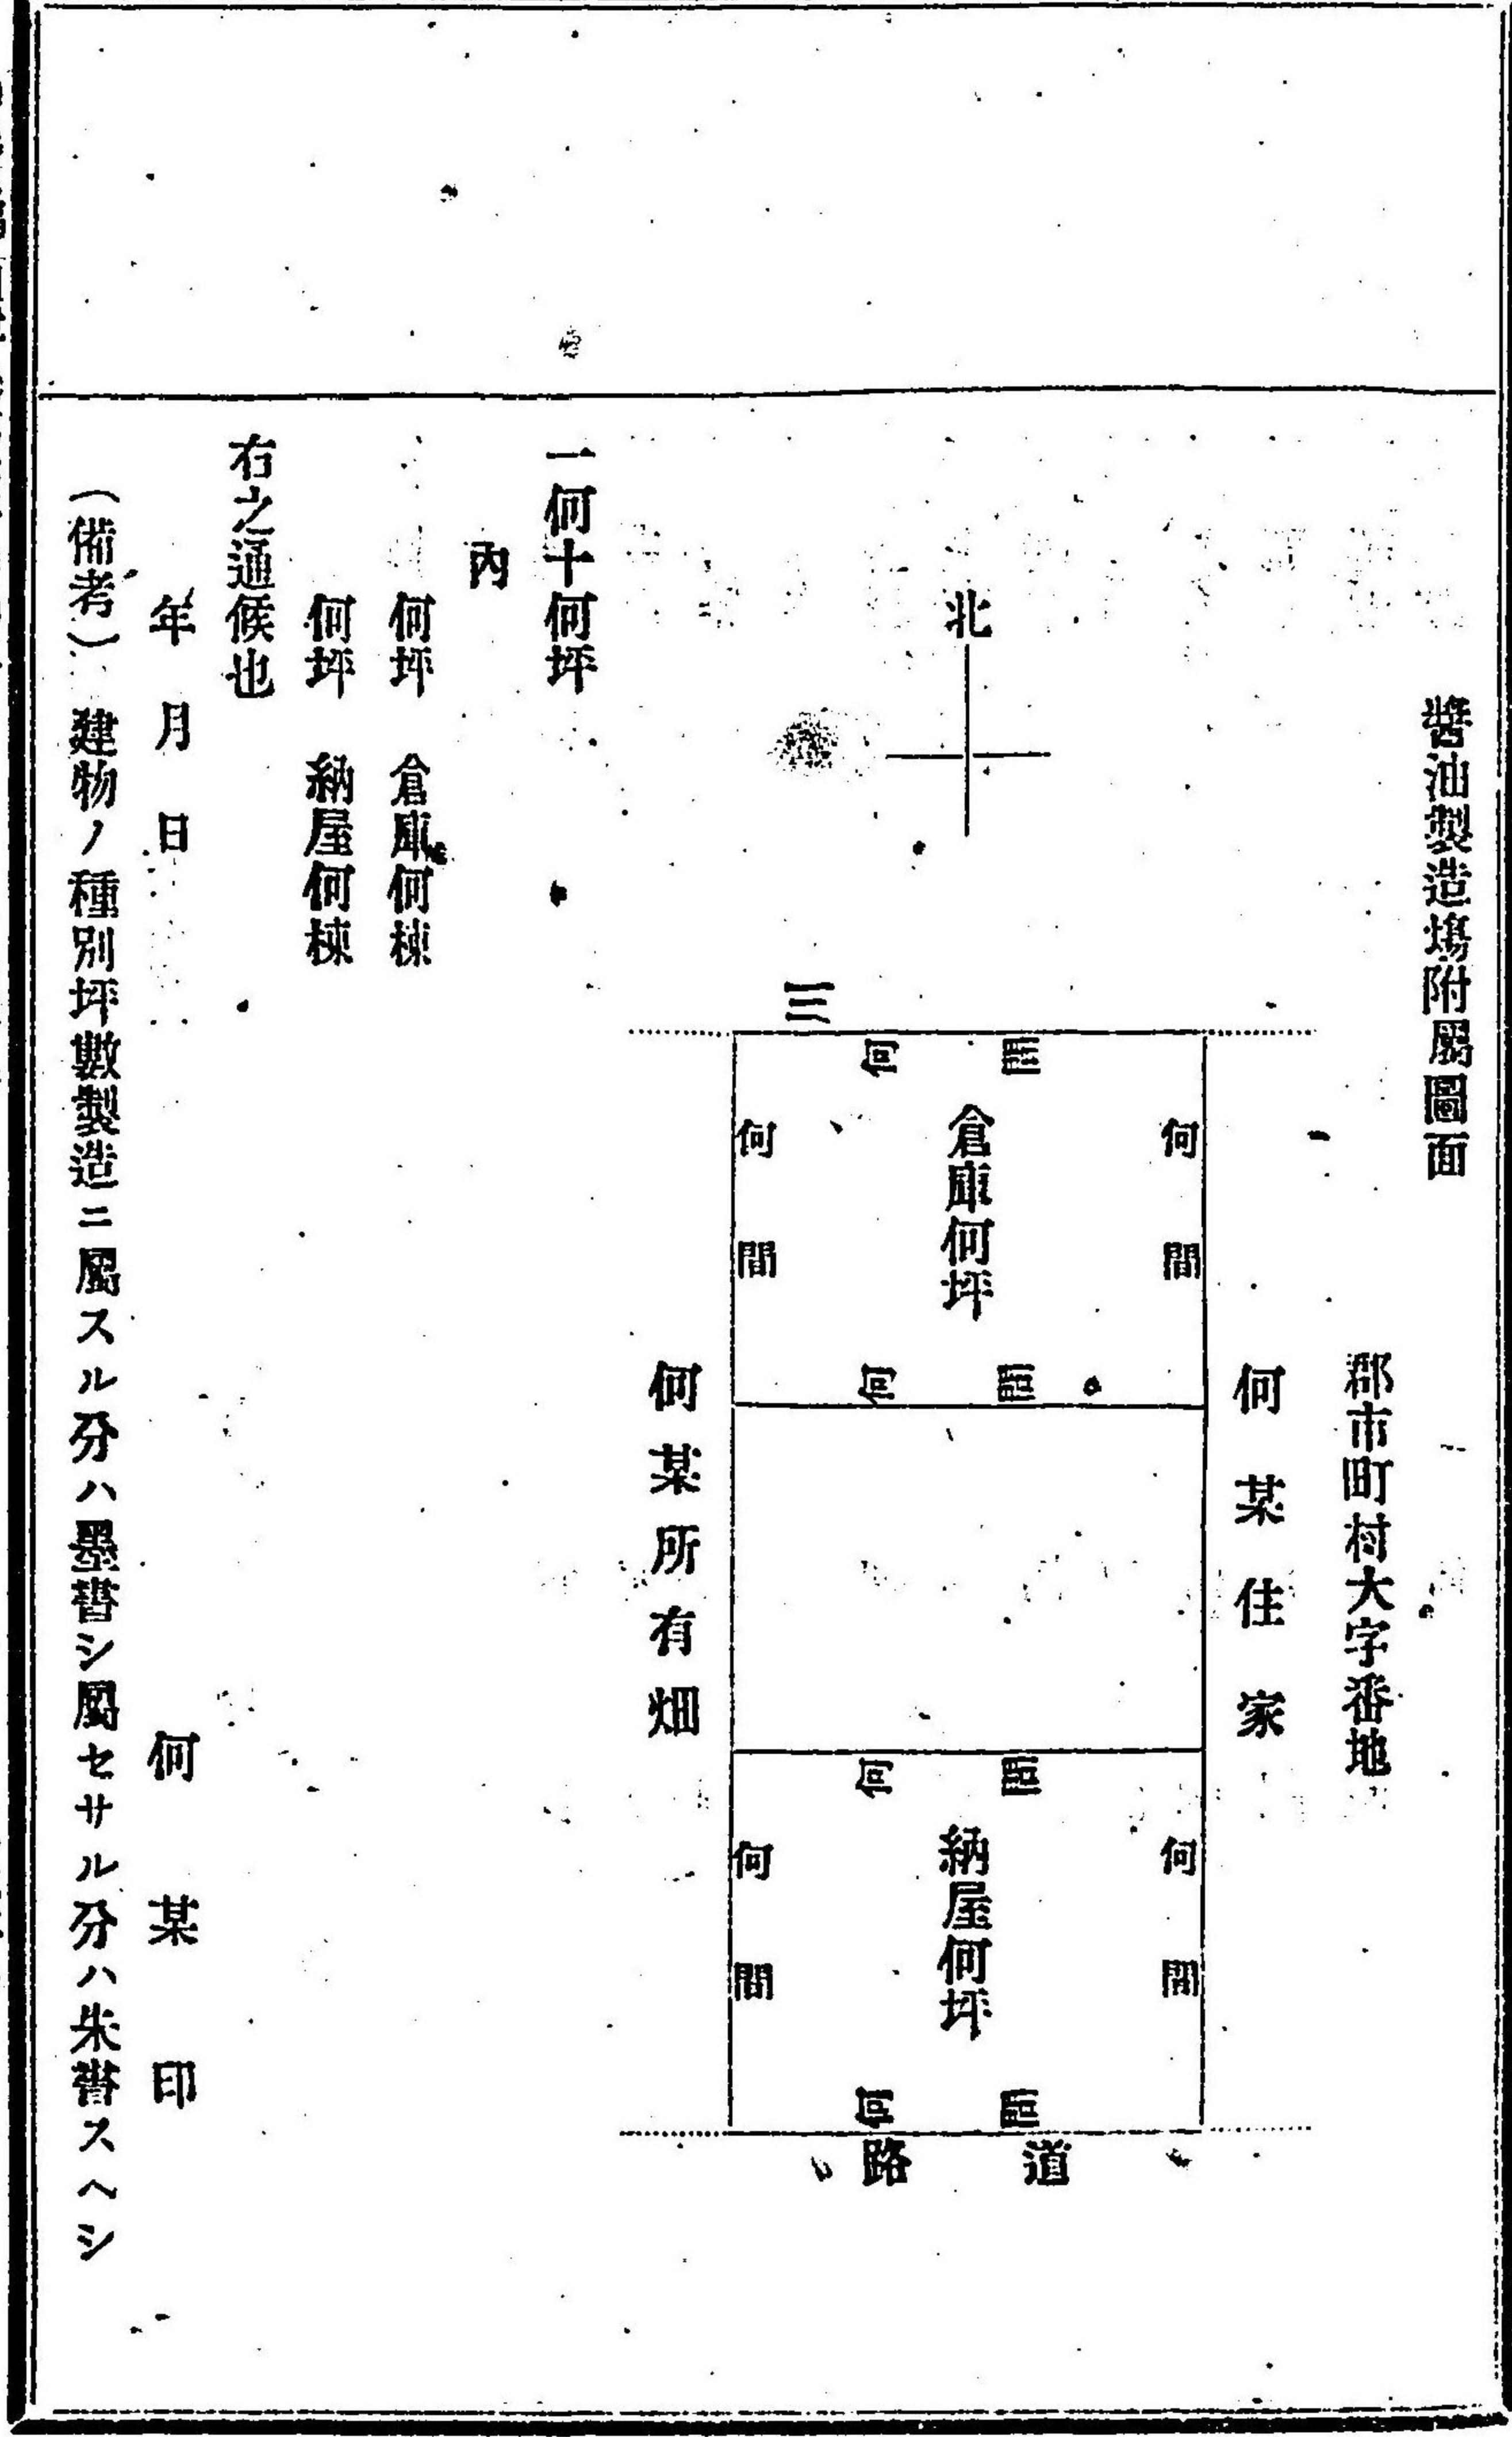 醬油製造塲附屬圖面
郡市町村大字番地
何某住家
何間
何間
倉庫何坪
何間
何間
何間
何間
納屋何坪
何間
何間
何間
道路
何某所有畑
北
一何十何坪
內
何坪 倉庫何棟
何坪 納屋何棟
右之通候也
年月日
何某印
(備考) 建物ノ種別坪數製造ニ屬スル分ハ墨書シ屬セサル分ハ朱書スヘシ